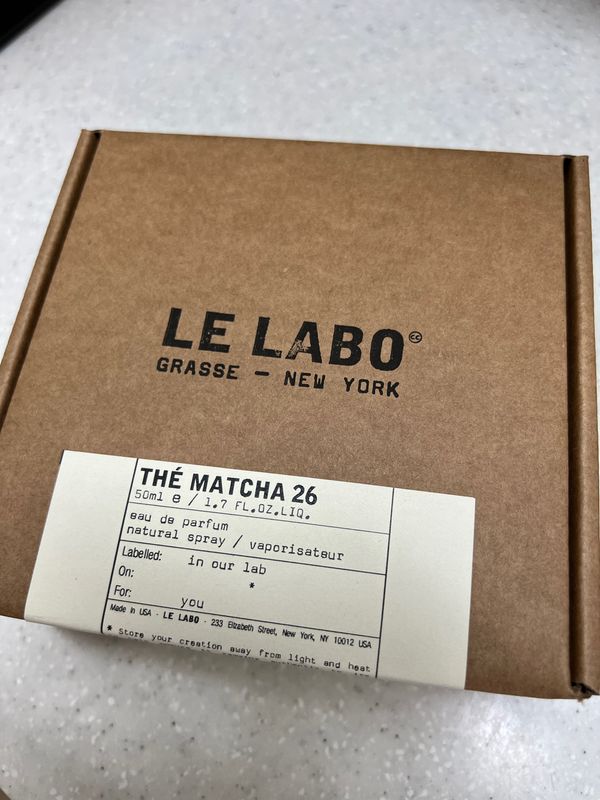 LE LABO
GRASSE — NEW YORK
THÉ MATCHA 26
50ml e / 1.7 FL.OZ.LIQ.
eau de parfum
natural spray / vaporisateur
Labelled: in our lab
On: *
For: you
Made in USA - LE LABO - 233 Elizabeth Street, New York, NY 10012 USA
* Store your creation away from light and heat